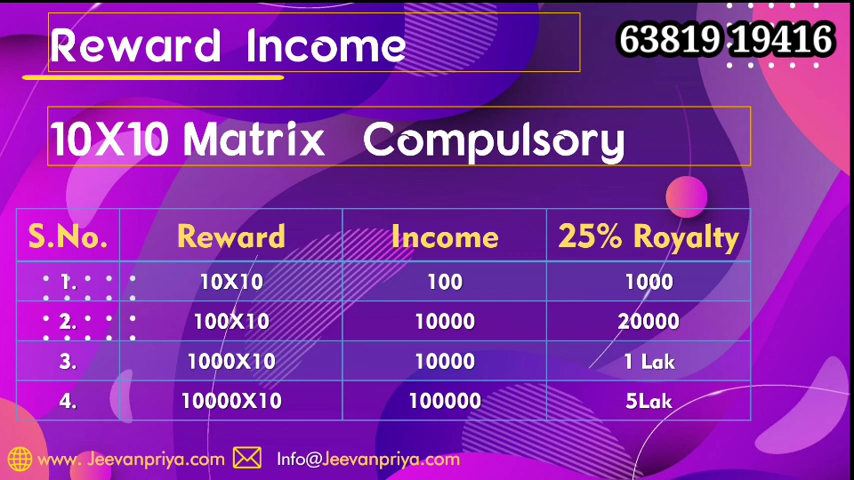 Reward Income
63819 19416
10X10 Matrix Compulsory
S.No. Reward Income 25% Royalty
1. 10X10 100 1000
2. 100X10 10000 20000
3. 1000X10 10000 1 Lak
4. 10000X10 100000 5Lak
www. Jeevanpriya.com Info@Jeevanpriya.com